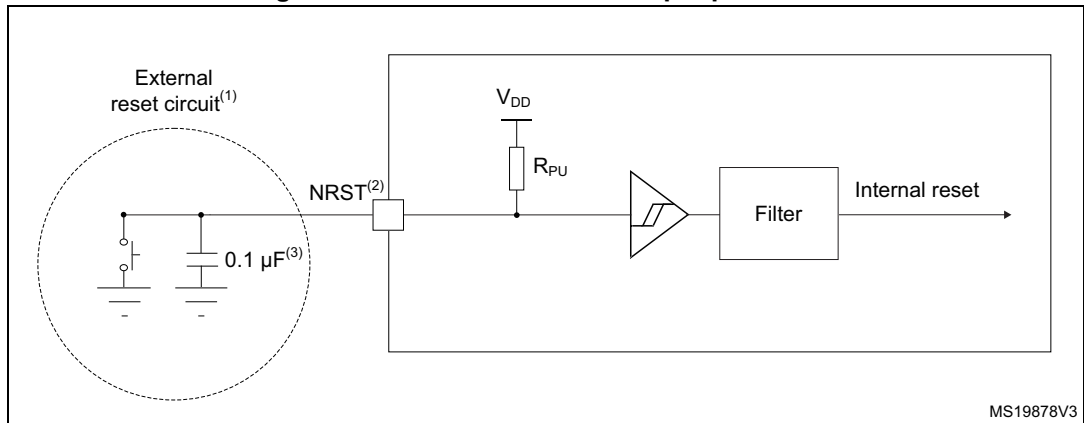 External
reset circuit(1)
VDD
RPU
NRST(2)
Filter
Internal reset
0.1 µF(3)
MS19878V3